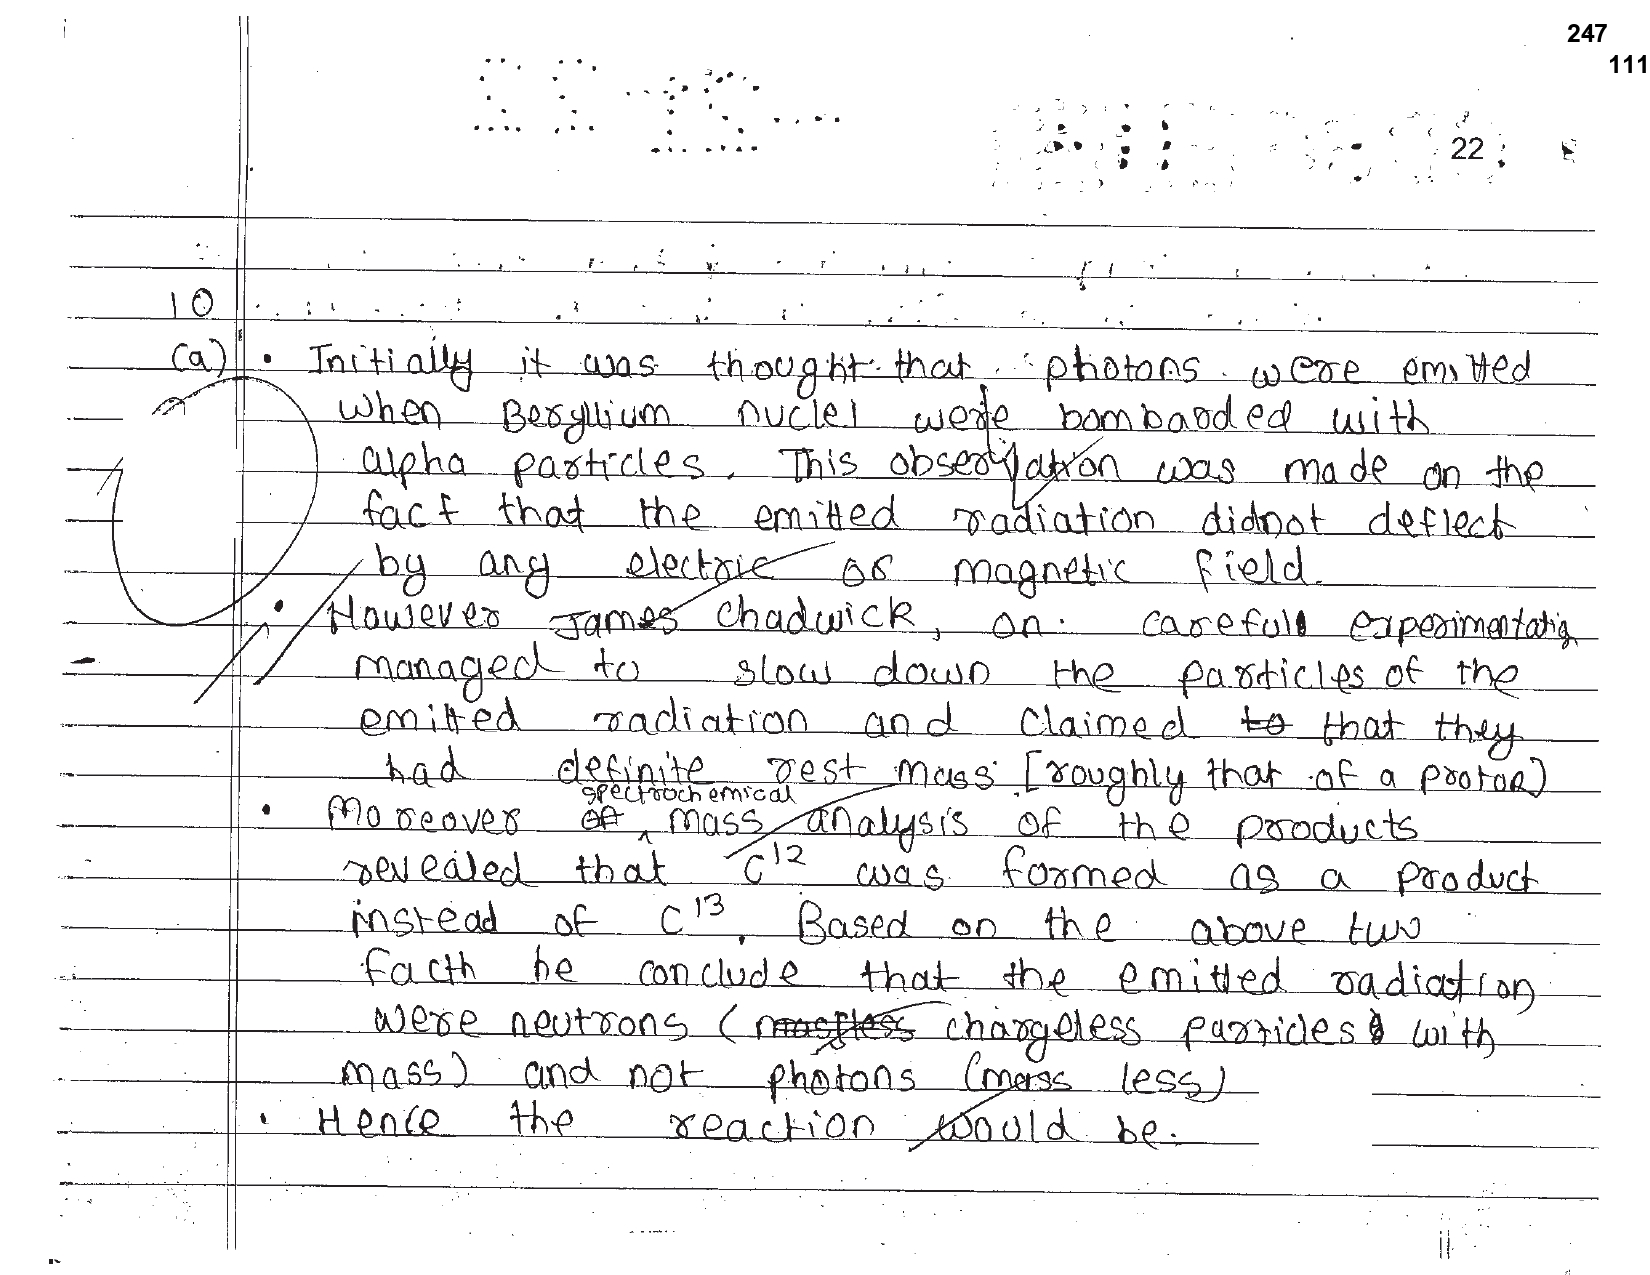 247
111
22
10
(a) • Initially it was thought that photons were emitted
when Beryllium nuclei were bombarded with
alpha particles. This observation was made on the
fact that the emitted radiation didnot deflect
by any electric or magnetic field.
• However James Chadwick, on careful experimentatig
managed to slow down the particles of the
emitted radiation and claimed to that they
had definite rest mass [roughly that of a proton)
spectrochemical
• Moreover of mass analysis of the products
revealed that C¹² was formed as a product
instead of C¹³. Based on the above two
facth he conclude that the emitted radiation
were neutrons (massless chargeless particles with
mass) and not photons (mass less)
• Hence the reaction would be.